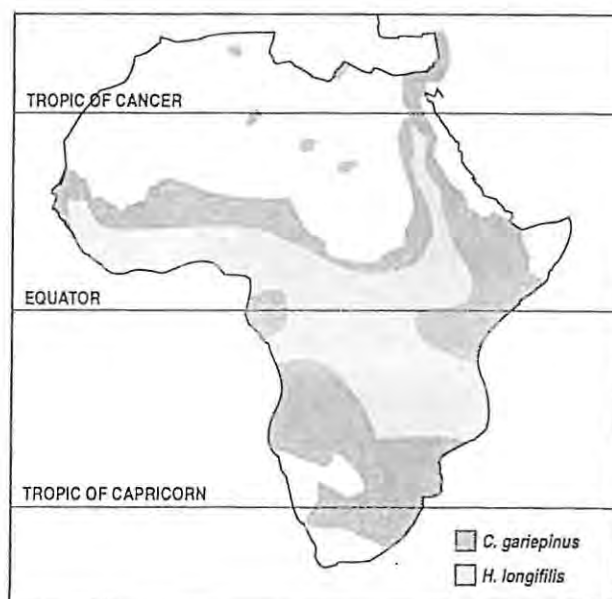 TROPIC OF CANCER
EQUATOR
TROPIC OF CAPRICORN
C. gariepinus
H. longifilis